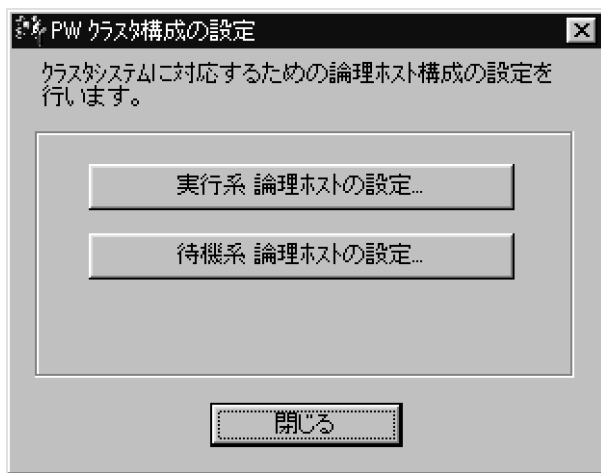 PW クラスタ構成の設定
クラスタシステムに対応するための論理ホスト構成の設定を
行います。
実行系 論理ホストの設定...
待機系 論理ホストの設定...
閉じる